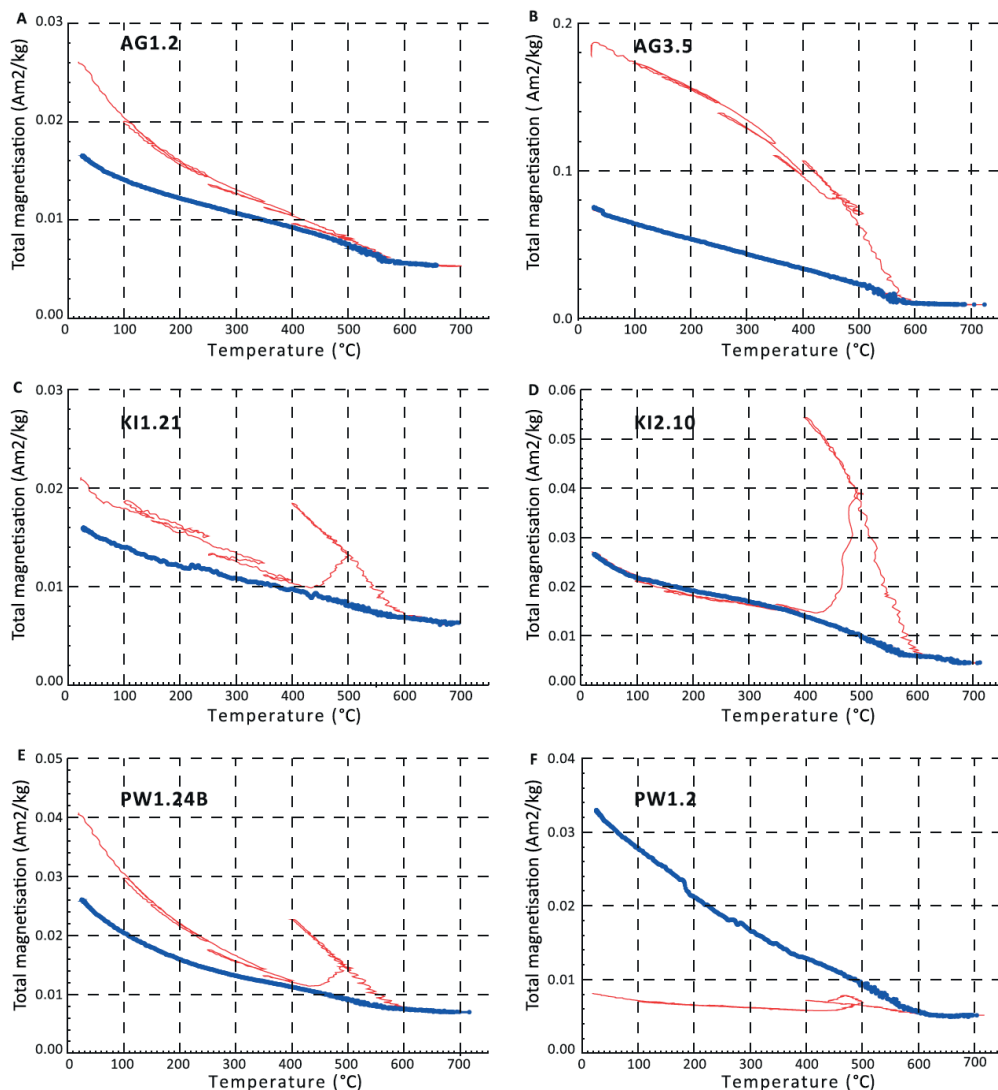 A
0.03
AG1.2
0.02
0.01
0.00
0 100 200 300 400 500 600 700
Temperature (°C)
Total magnetisation (Am2/kg)
B
0.2
AG3.5
0.1
0.0
100 200 300 400 500 600 700
Temperature (°C)
Total magnetisation ( Am2/kg)
C
0.03
KI1.21
0.02
0.01
0.00
0 100 200 300 400 500 600 700
Temperature (°C)
Total magnetisation (Am2/kg)
D
0.06
KI2.10
0.05
0.04
0.03
0.02
0.01
0.00
0 100 200 300 400 500 600 700
Temperature (°C)
Total magnetisation (Am2/kg)
E
0.05
PW1.24B
0.04
0.03
0.02
0.01
0.00
0 100 200 300 400 500 600 700
Temperature (°C)
Total magnetisation (Am2/kg)
F
0.04
PW1.2
0.03
0.02
0.01
0.00
0 100 200 300 400 500 600 700
Temperature (°C)
Total magnetisation (Am2/kg)